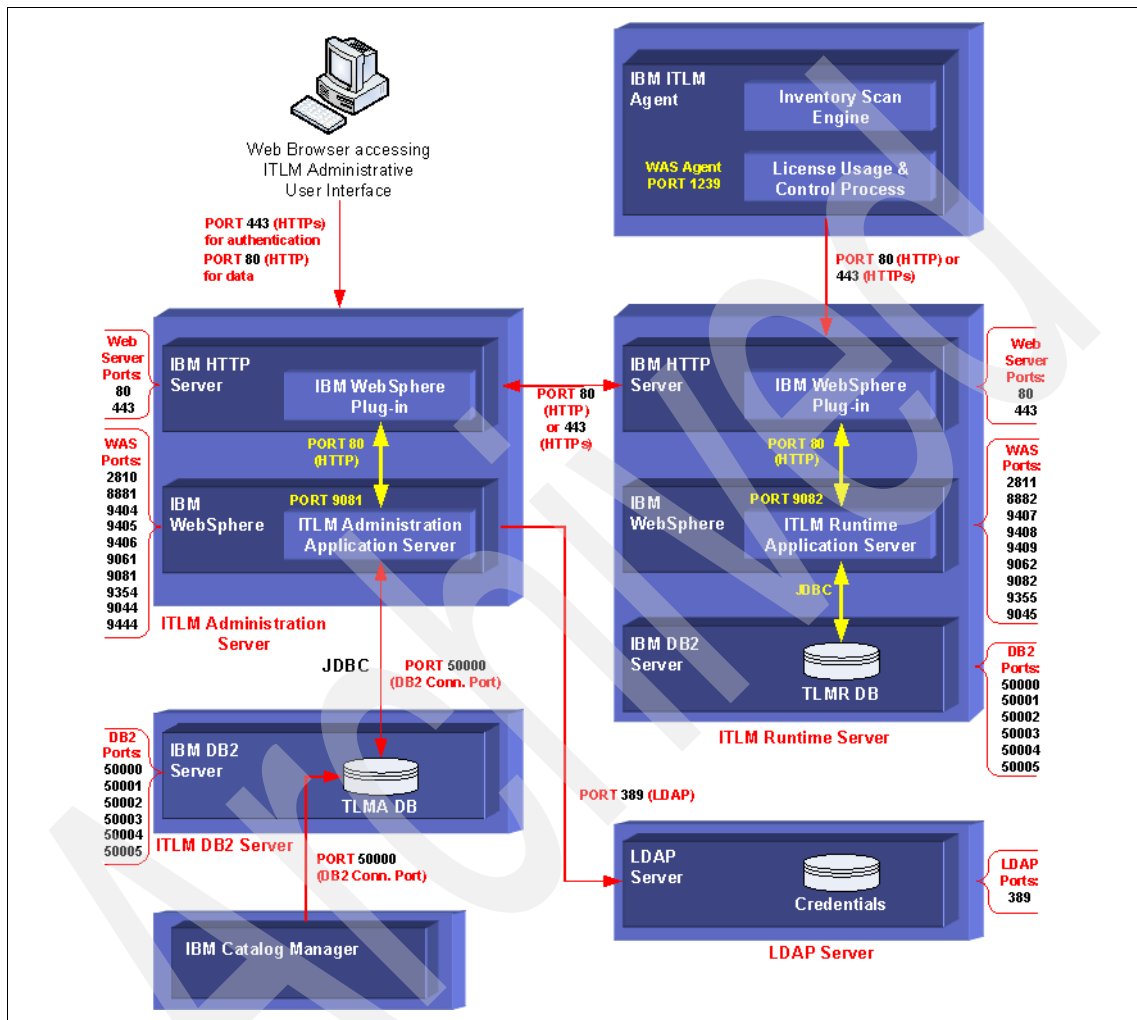 Web Browser accessing
ITLM Administrative
User Interface
PORT 443 (HTTPs)
for authentication
PORT 80 (HTTP)
for data
IBM ITLM
Agent
Inventory Scan
Engine
WAS Agent
PORT 1239
License Usage &
Control Process
PORT 80 (HTTP) or
443 (HTTPs)
Web
Server
Ports:
80
443
IBM HTTP
Server
IBM WebSphere
Plug-in
PORT 80
(HTTP)
WAS
Ports:
2810
8881
9404
9405
9406
9061
9081
9354
9044
9444
PORT 9081
IBM
WebSphere
ITLM Administration
Application Server
ITLM Administration
Server
PORT 80
(HTTP)
or 443
(HTTPs)
IBM HTTP
Server
IBM WebSphere
Plug-in
Web
Server
Ports:
80
443
PORT 80
(HTTP)
PORT 9082
IBM
WebSphere
ITLM Runtime
Application Server
WAS
Ports:
2811
8882
9407
9408
9409
9062
9082
9355
9045
JDBC
IBM DB2
Server
TLMR DB
DB2
Ports:
50000
50001
50002
50003
50004
50005
ITLM Runtime Server
JDBC
PORT 50000
(DB2 Conn. Port)
DB2
Ports:
50000
50001
50002
50003
50004
50005
IBM DB2
Server
TLMA DB
ITLM DB2 Server
PORT 50000
(DB2 Conn. Port)
IBM Catalog Manager
PORT 389 (LDAP)
LDAP
Server
Credentials
LDAP
Ports:
389
LDAP Server
Archived